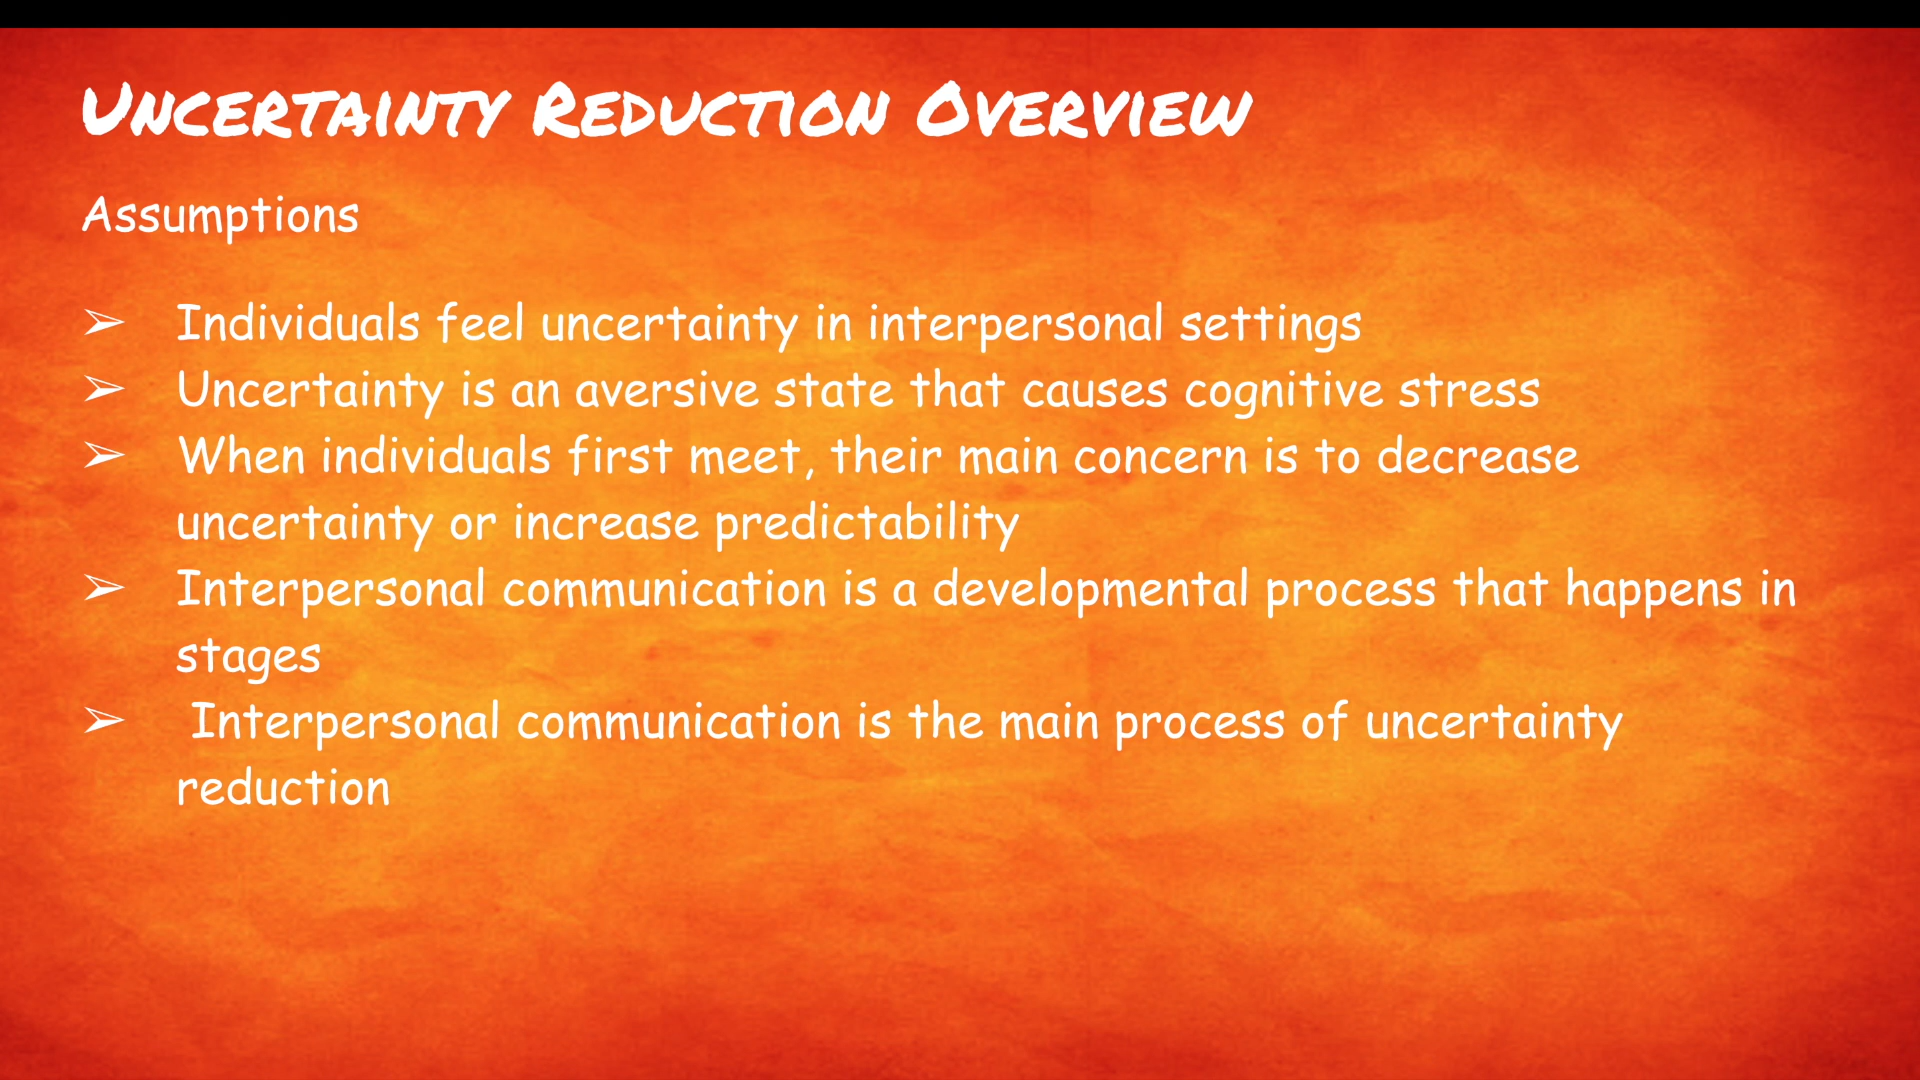 Uncertainty Reduction Overview
Assumptions
➢ Individuals feel uncertainty in interpersonal settings
➢ Uncertainty is an aversive state that causes cognitive stress
➢ When individuals first meet, their main concern is to decrease
uncertainty or increase predictability
➢ Interpersonal communication is a developmental process that happens in
stages
➢ Interpersonal communication is the main process of uncertainty
reduction